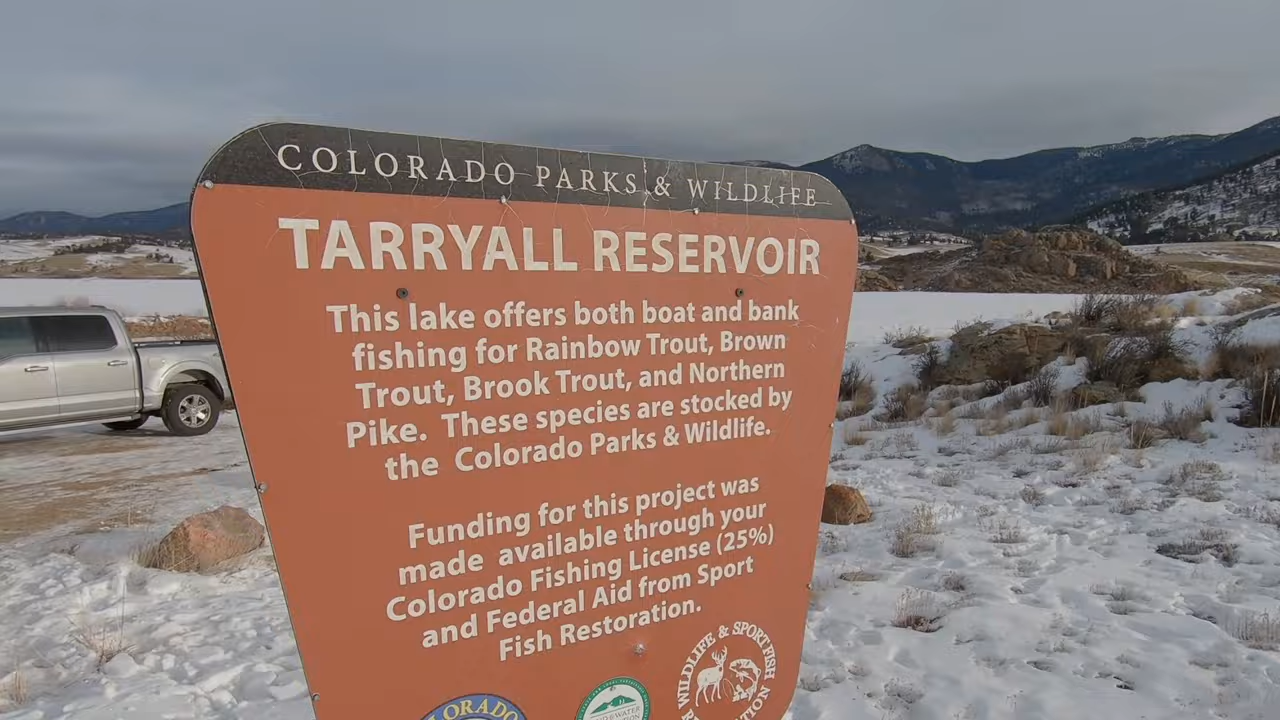 COLORADO PARKS & WILDLIFE
TARRYALL RESERVOIR
This lake offers both boat and bank
fishing for Rainbow Trout, Brown
Trout, Brook Trout, and Northern
Pike. These species are stocked by
the Colorado Parks & Wildlife.
Funding for this project was
made available through your
Colorado Fishing License (25%)
and Federal Aid from Sport
Fish Restoration.
WILDLIFE & SPORTFISH